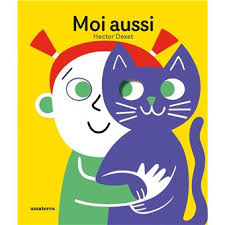 Moi aussi
Hector Dexet
amaterra